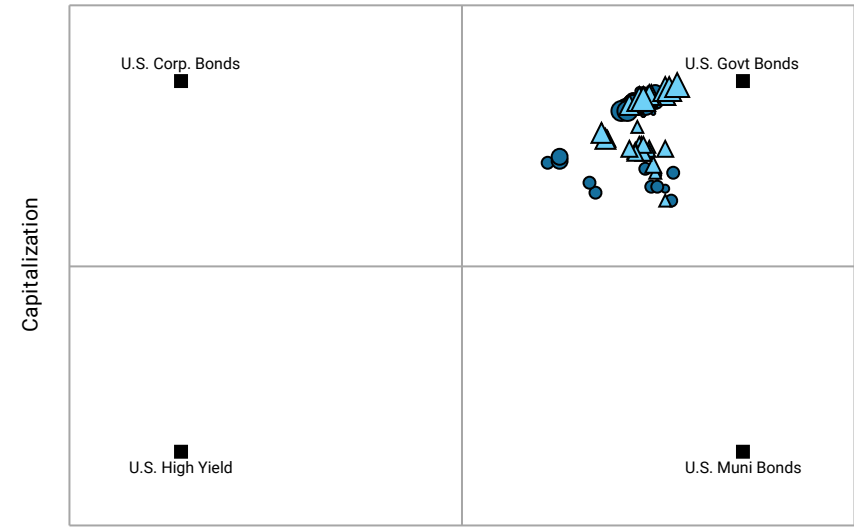 U.S. Corp. Bonds
U.S. Govt Bonds
Capitalization
U.S. High Yield
U.S. Muni Bonds